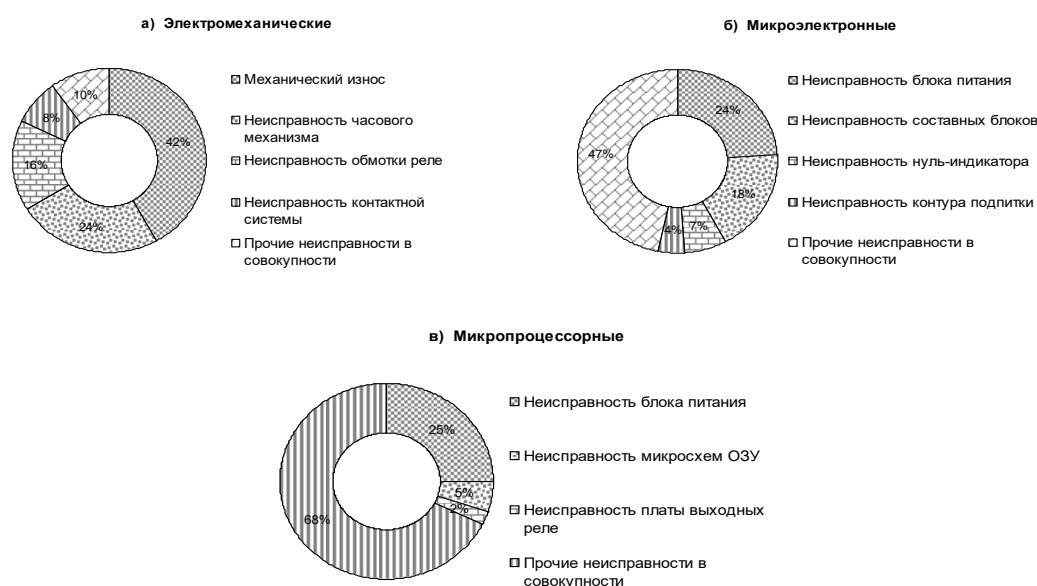 а) Электромеханические
10%
8%
42%
16%
24%
Механический износ
Неисправность часового
механизма
Неисправность обмотки реле
Неисправность контактной
системы
Прочие неисправности в
совокупности
б) Микроэлектронные
24%
47%
18%
7%
4%
Неисправность блока питания
Неисправность составных блоков
Неисправность нуль-индикатора
Неисправность контура подпитки
Прочие неисправности в
совокупности
в) Микропроцессорные
25%
5%
2%
68%
Неисправность блока питания
Неисправность микросхем ОЗУ
Неисправность платы выходных
реле
Прочие неисправности в
совокупности